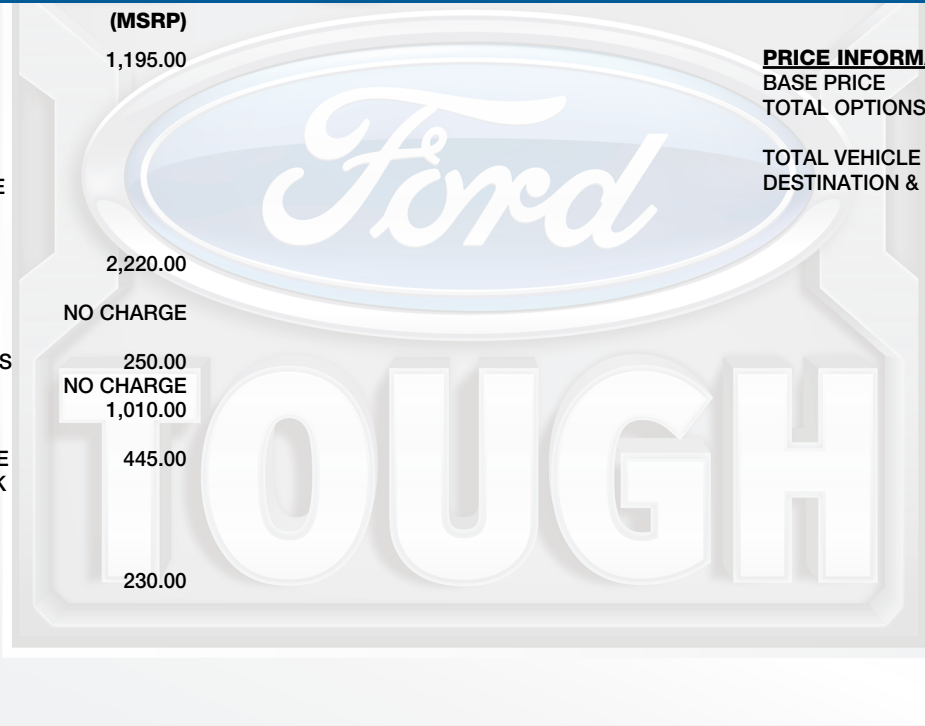 (MSRP)
1,195.00
E
2,220.00
NO CHARGE
S 250.00
NO CHARGE
1,010.00
E 445.00
K
230.00
PRICE INFORMA
BASE PRICE
TOTAL OPTIONS
TOTAL VEHICLE
DESTINATION &
Ford
TOUGH